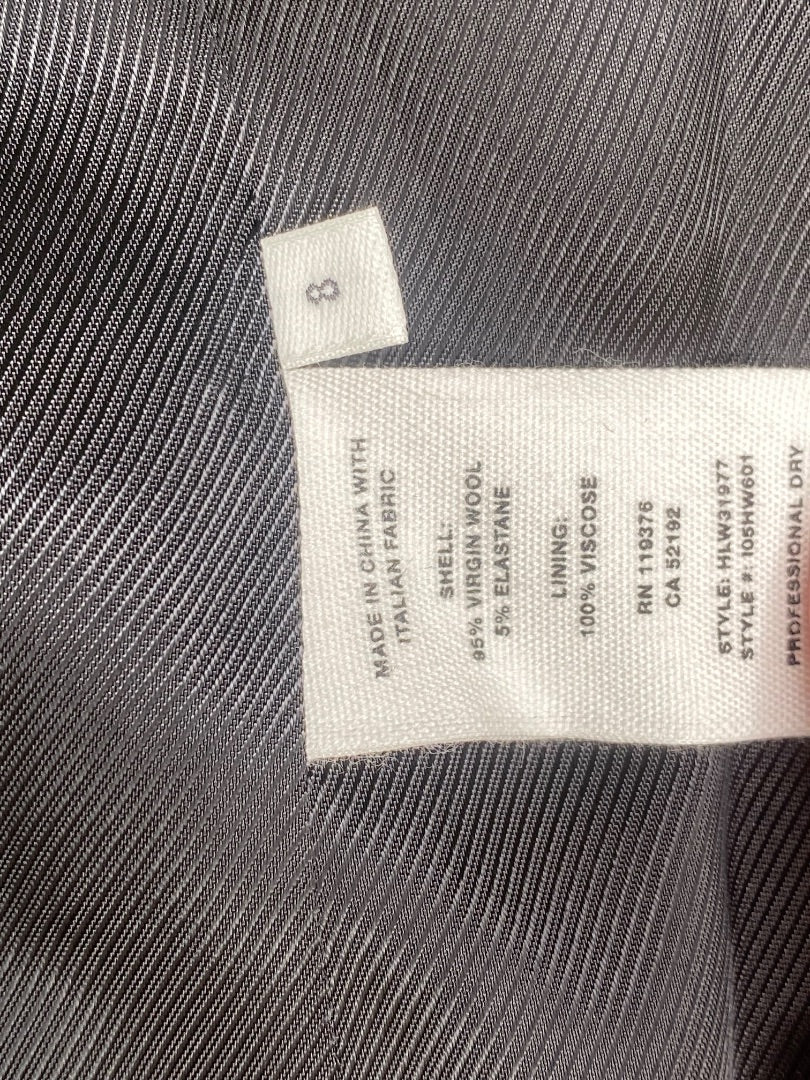 8
MADE IN CHINA WITH
ITALIAN FABRIC
SHELL:
95% VIRGIN WOOL
5% ELASTANE
LINING:
100% VISCOSE
RN 119376
CA 52192
STYLE: HLW31977
STYLE #: 105HW601
PROFESSIONAL DRY